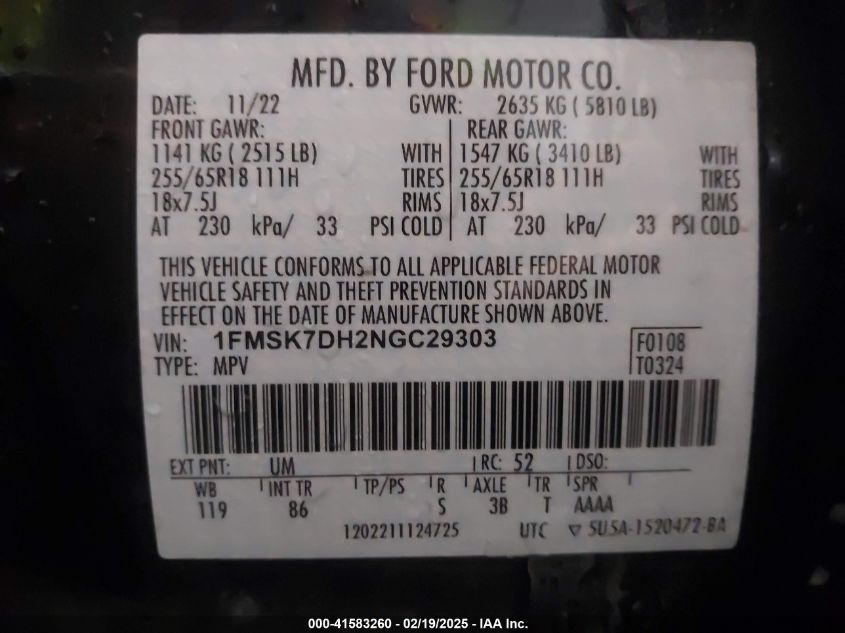 MFD. BY FORD MOTOR CO.
DATE: 11/22 GVWR: 2635 KG ( 5810 LB)
FRONT GAWR: REAR GAWR:
1141 KG ( 2515 LB) WITH 1547 KG ( 3410 LB) WITH
255/65R18 111H TIRES 255/65R18 111H TIRES
18x7.5J RIMS 18x7.5J RIMS
AT 230 kPa/ 33 PSI COLD AT 230 kPa/ 33 PSI COLD
THIS VEHICLE CONFORMS TO ALL APPLICABLE FEDERAL MOTOR
VEHICLE SAFETY AND THEFT PREVENTION STANDARDS IN
EFFECT ON THE DATE OF MANUFACTURE SHOWN ABOVE.
VIN: 1FMSK7DH2NGC29303 F0108
TYPE: MPV T0324
EXT PNT: UM RC: 52 DSO:
WB INT TR TP/PS R AXLE TR SPR
119 86 S 3B T AAAA
1202211124725 UTC ▽ 5U5A-1520472-BA
000-41583260 - 02/19/2025 - IAA Inc.